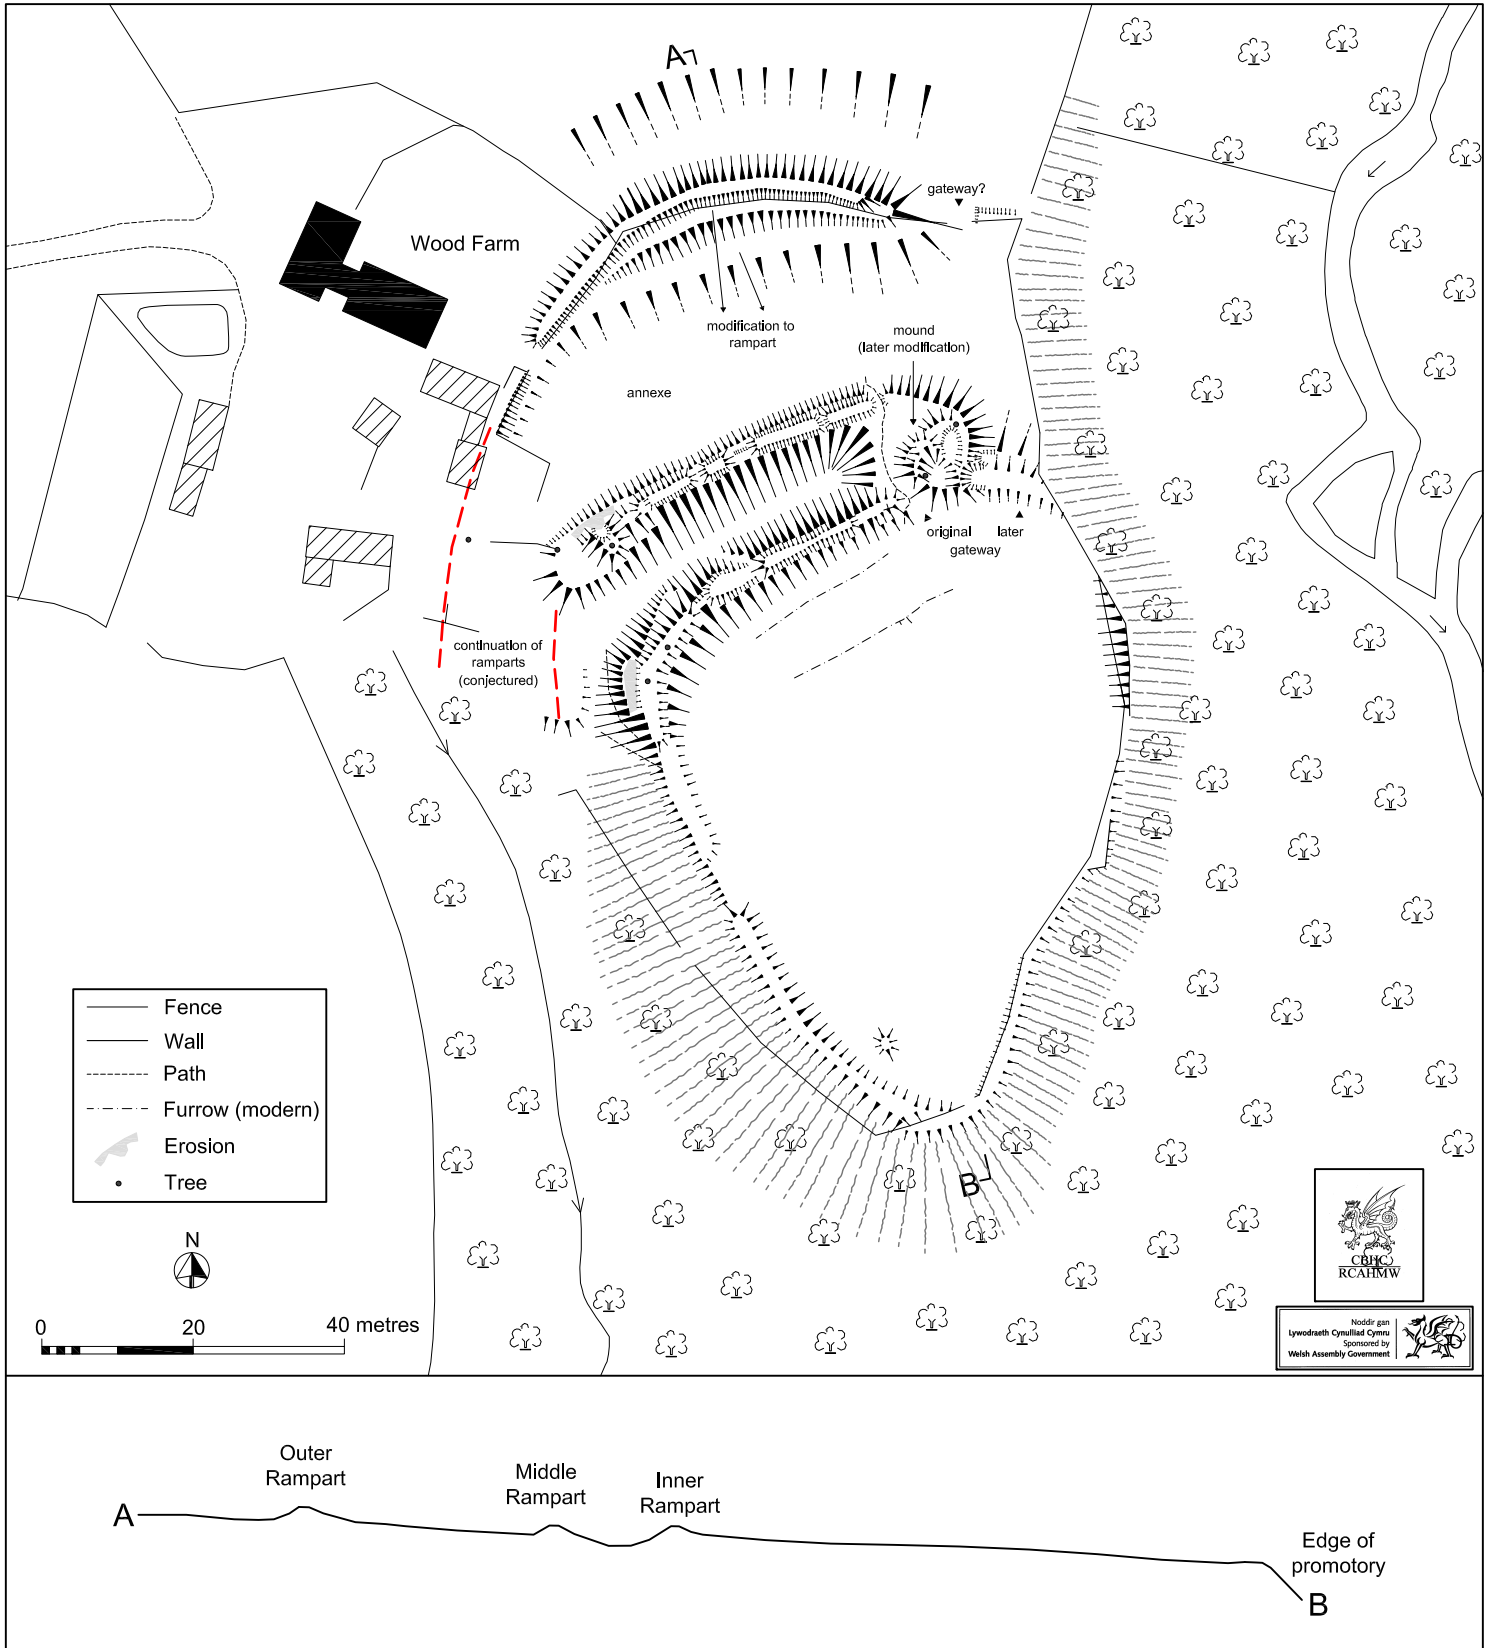 A
gateway?
Wood Farm
modification to
rampart
mound
(later modification)
annexe
original
later
gateway
continuation of
ramparts
(conjectured)
Fence
Wall
Path
Furrow (modern)
Erosion
Tree
N
0 20 40 metres
B
CBHC
RCAHMW
Noddir gan
Lywodraeth Cynulliad Cymru
Sponsored by
Welsh Assembly Government
Outer
Rampart
Middle
Rampart
Inner
Rampart
A
Edge of
promotory
B